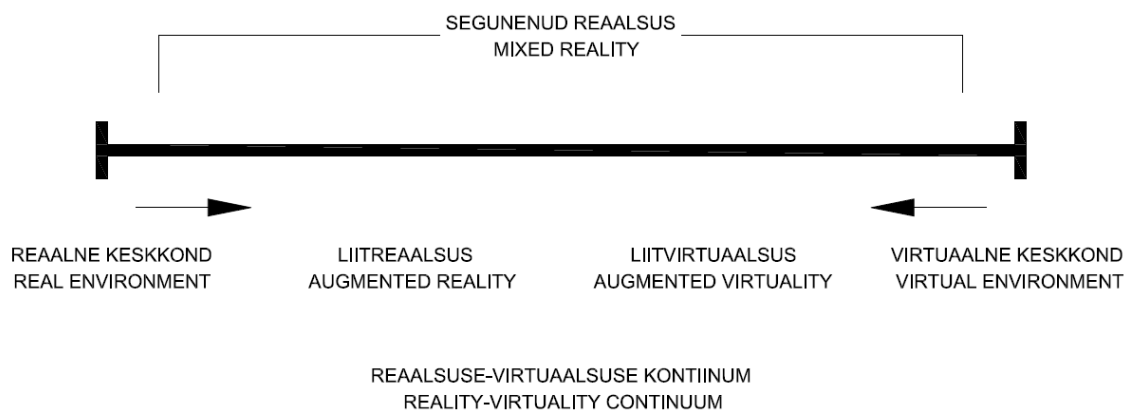 SEGUNENUD REAALSUS
MIXED REALITY
REAALNE KESKKOND
REAL ENVIRONMENT
LIITREAALSUS
AUGMENTED REALITY
LIITVIRTUAALSUS
AUGMENTED VIRTUALITY
VIRTUAALNE KESKKOND
VIRTUAL ENVIRONMENT
REAALSUSE-VIRTUAALSUSE KONTIINUM
REALITY-VIRTUALITY CONTINUUM